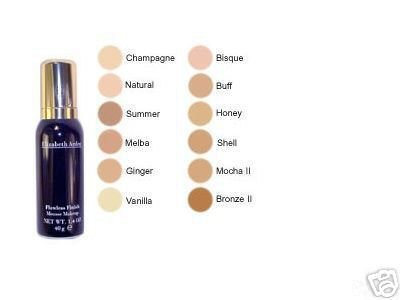 Champagne
Natural
Summer
Melba
Ginger
Vanilla
Bisque
Buff
Honey
Shell
Mocha II
Bronze II
Elizabeth Arden
Flawless Finish
Mousse Makeup
NET WT. 1.4 OZ
40 g e